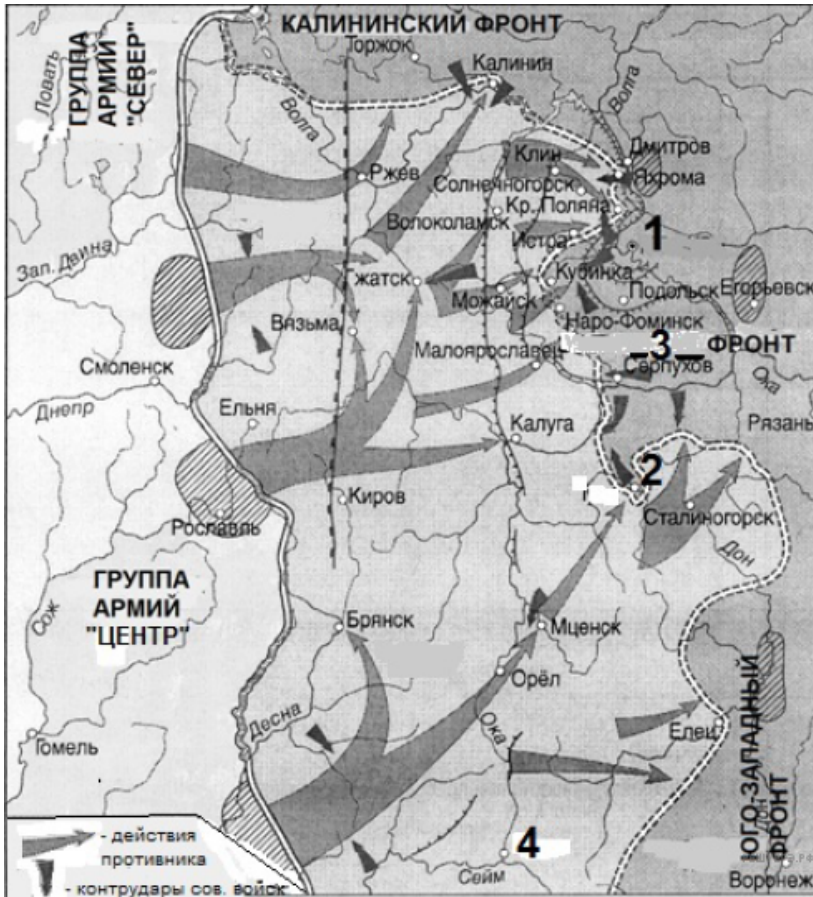 КАЛИНИНСКИЙ ФРОНТ
Торжок
ГРУППА
АРМИЙ
"СЕВЕР"
Ловать
Калинин
Волга
Волга
Дмитров
Клин
Яхрома
Ржев
Солнечногорск
Кр. Поляна
Волоколамск
Истра
1
Зап. Двина
Гжатск
Кубинка
Можайск
Подольск
Егорьевск
Вязьма
Наро-Фоминск
Малоярославец
3 ФРОНТ
Смоленск
Серпухов
Ока
Днепр
Ельня
Калуга
Рязань
2
Киров
Сталиногорск
Рославль
Дон
ГРУППА
АРМИЙ
"ЦЕНТР"
Сож
Брянск
Мценск
Орёл
Десна
Ока
Елец
Гомель
ЮГО-ЗАПАДНЫЙ
ФРОНТ
Дон
4
Сейм
Воронеж
- действия
противника
- контрудары сов. войск